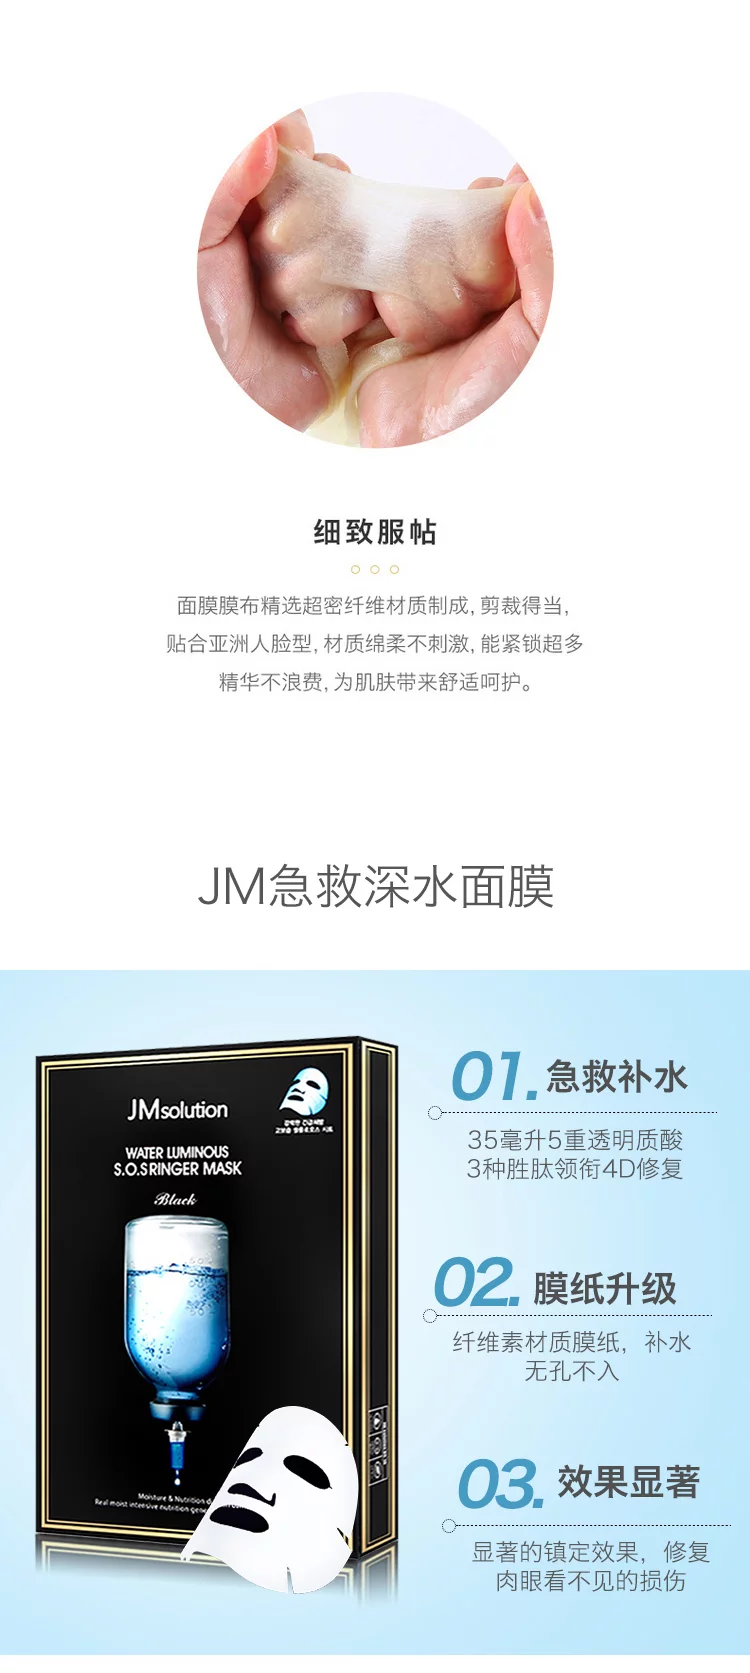 细致服帖
面膜膜布精选超密纤维材质制成, 剪裁得当,
贴合亚洲人脸型, 材质绵柔不刺激, 能紧锁超多
精华不浪费, 为肌肤带来舒适呵护。
JM急救深水面膜
JMsolution
WATER LUMINOUS
S.O.S RINGER MASK
Black
Moisture & Nutrition
Real moist intensive nutrition
01. 急救补水
35毫升5重透明质酸
3种胜肽领衔4D修复
02. 膜纸升级
纤维素材质膜纸，补水
无孔不入
03. 效果显著
显著的镇定效果，修复
肉眼看不见的损伤